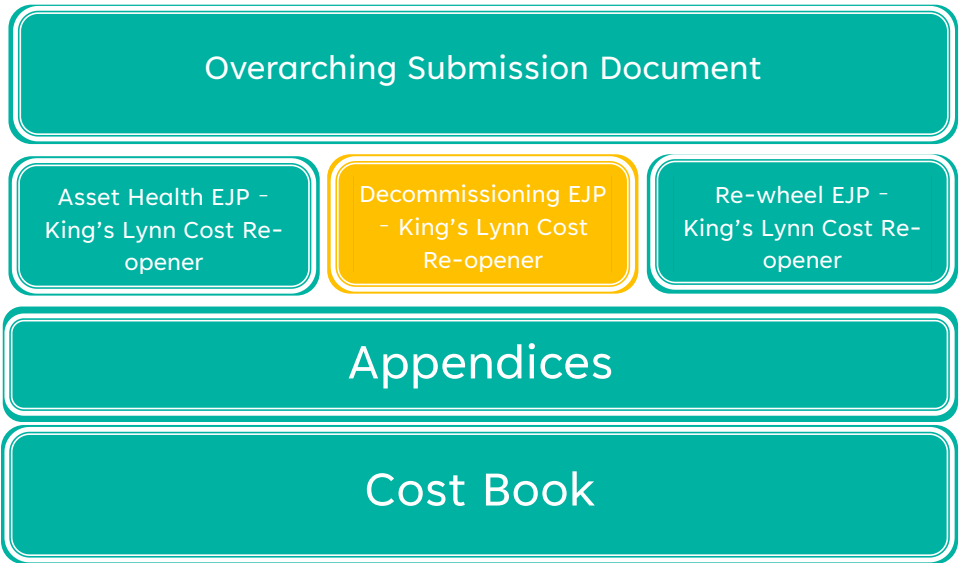 Overarching Submission Document
Asset Health EJP –
King’s Lynn Cost Re-
opener
Decommissioning EJP
– King’s Lynn Cost
Re-opener
Re-wheel EJP –
King’s Lynn Cost Re-
opener
Appendices
Cost Book